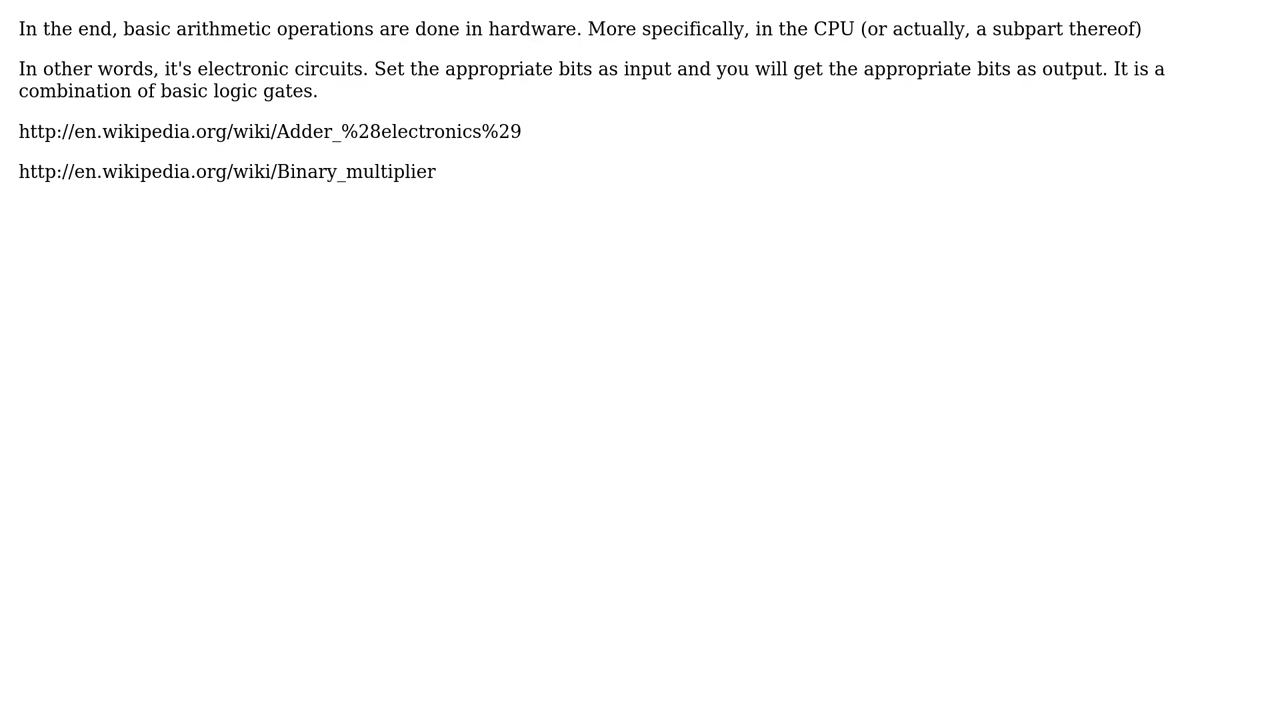 In the end, basic arithmetic operations are done in hardware. More specifically, in the CPU (or actually, a subpart thereof)
In other words, it's electronic circuits. Set the appropriate bits as input and you will get the appropriate bits as output. It is a
combination of basic logic gates.
http://en.wikipedia.org/wiki/Adder_%28electronics%29
http://en.wikipedia.org/wiki/Binary_multiplier